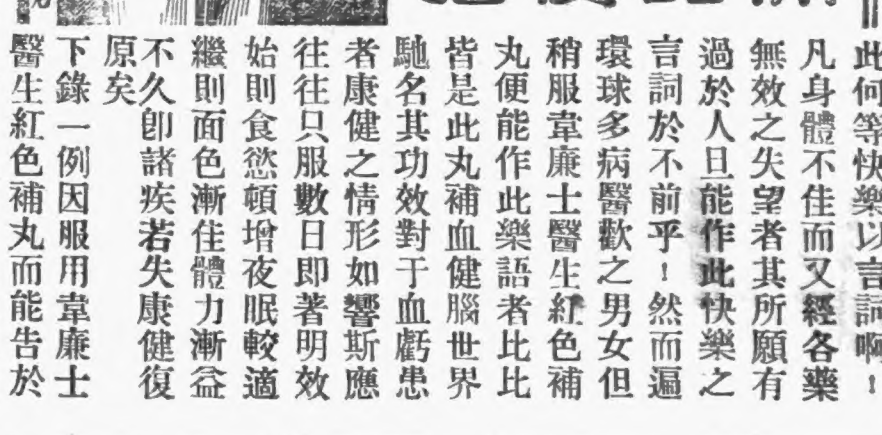 此何等快樂以言詞啊！
凡身體不佳而又經各藥
無效之失望者其所願有
過於人且能作此快樂之
言詞於不前乎！然而遍
環球多病醫歡之男女但
稍服韋廉士醫生紅色補
丸便能作此樂語者比比
皆是此丸補血健腦世界
馳名其功效對于血虧患
者康健之情形如響斯應
往往只服數日即著明效
始則食慾頓增夜眠較適
繼則面色漸佳體力漸益
不久卽諸疾若失康健復
原矣
下錄一例因服用韋廉士
醫生紅色補丸而能告於